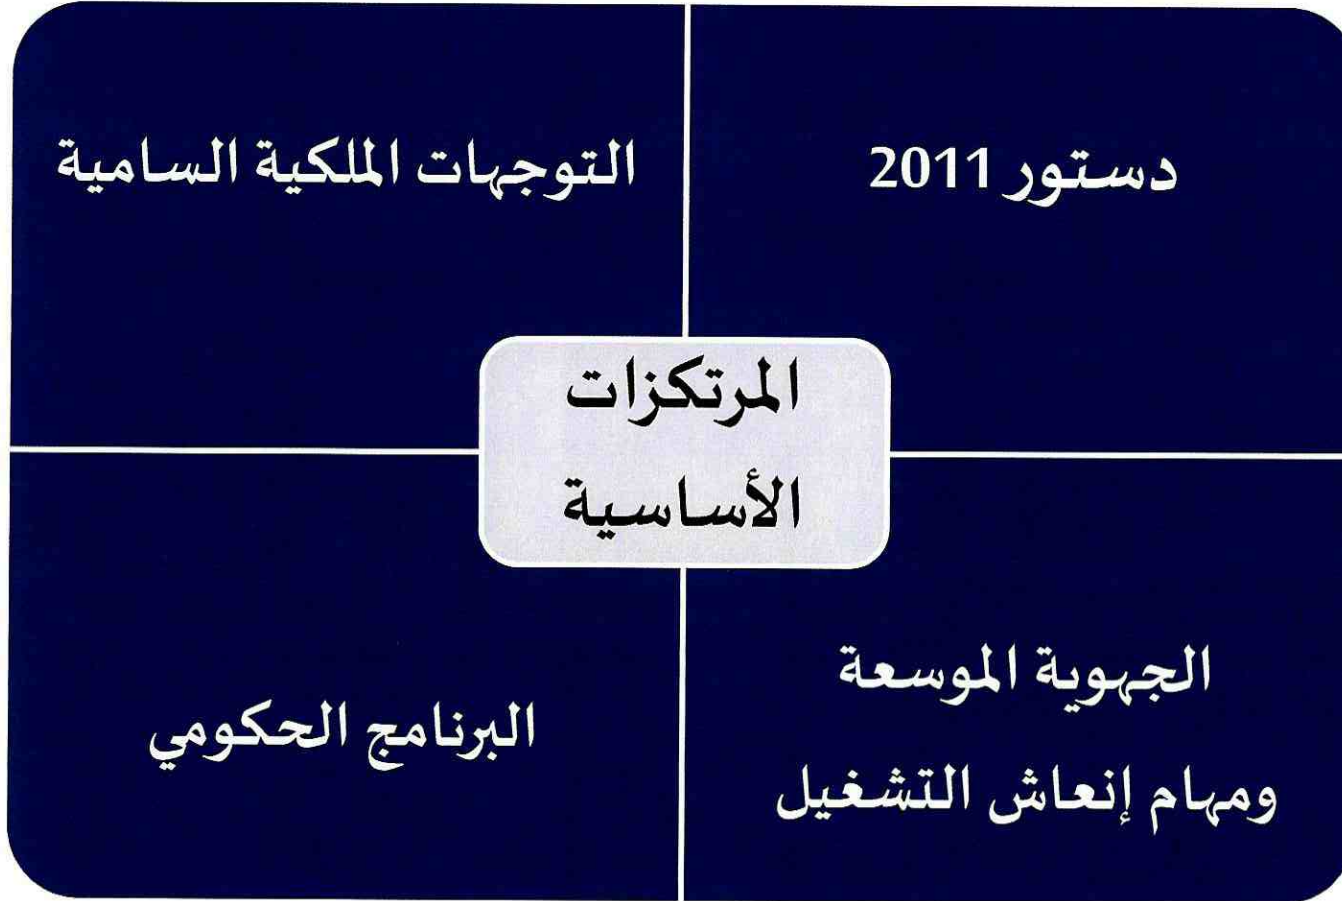 دستور 2011
التوجهات الملكية السامية
المرتكزات
الأساسية
الجهوية الموسعة
ومهام إنعاش التشغيل
البرنامج الحكومي